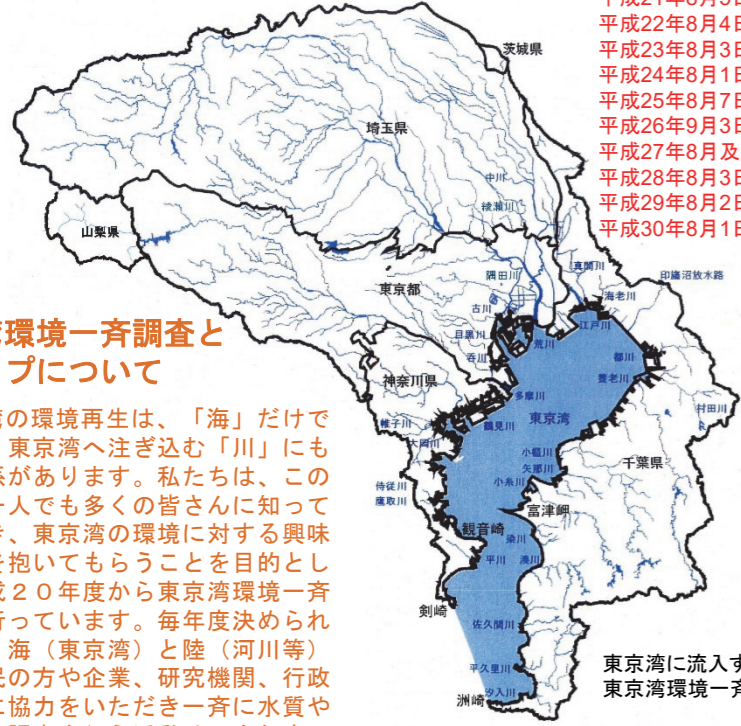 平成22年8月4日
平成23年8月3日
平成24年8月1日
平成25年8月7日
平成26年9月3日
平成27年8月及
平成28年8月3日
平成29年8月2日
平成30年8月1日
茨城県
埼玉県
中川
綾瀬川
山梨県
東京都
隅田川
真間川
印旛沼放水路
海老川
古川
江戸川
目黒川
荒川
呑川
都川
養老川
神奈川県
多摩川
村田川
帷子川
鶴見川
東京湾
大岡川
小櫃川
千葉県
矢那川
侍従川
小糸川
鷹取川
富津岬
観音崎
染川
平川
湊川
剣崎
佐久間川
平久里川
汐入川
洲崎
環境一斉調査と
プについて
湾の環境再生は、「海」だけで
東京湾へ注ぎ込む「川」にも
係があります。私たちは、この
一人でも多くの皆さんに知って
き、東京湾の環境に対する興味
を抱いてもらうことを目的とし
成20年度から東京湾環境一斉
行っています。毎年度決められ
海（東京湾）と陸（河川等）
民の方や企業、研究機関、行政
に協力をいただき一斉に水質や
東京湾に流入す
東京湾環境一斉